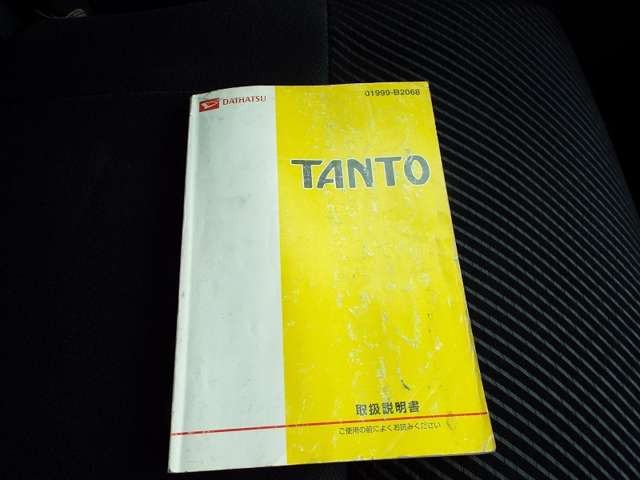 DAIHATSU
01999-B2068
TANTO
取扱説明書
ご使用の前によくお読みください